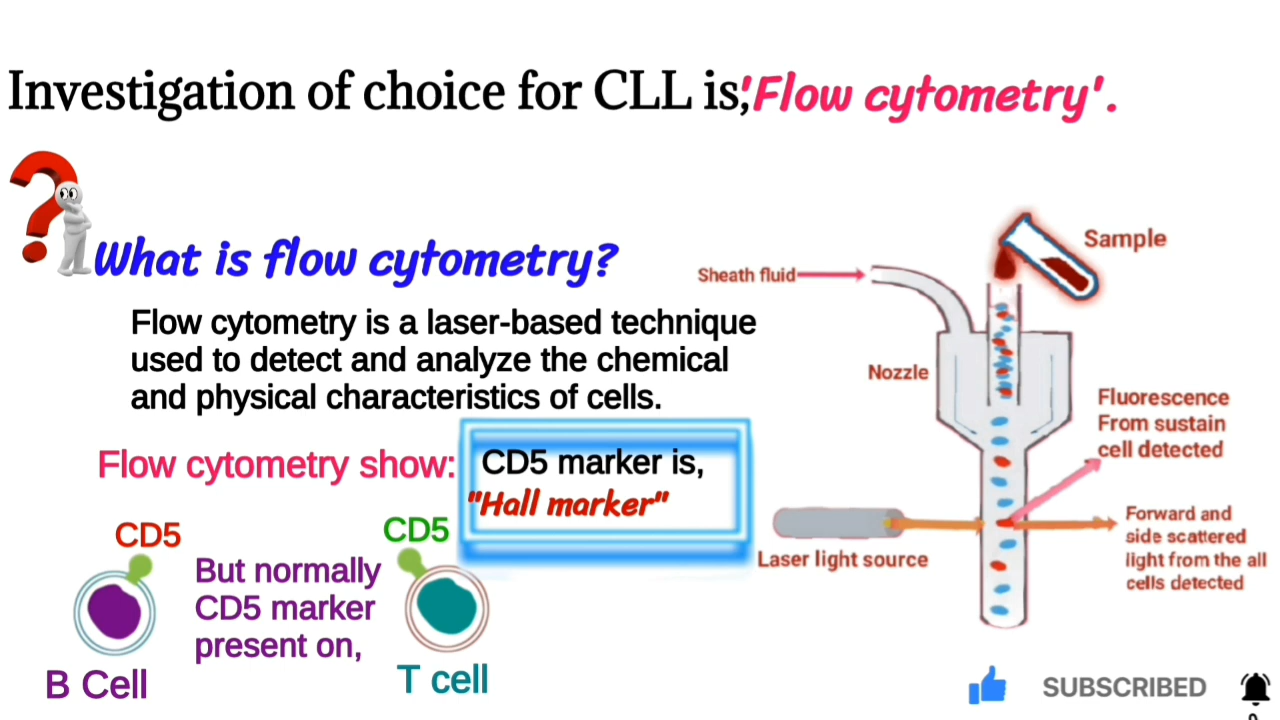 Investigation of choice for CLL is,'Flow cytometry'.
What is flow cytometry?
Flow cytometry is a laser-based technique
used to detect and analyze the chemical
and physical characteristics of cells.
Flow cytometry show:
CD5 marker is,
"Hall marker"
CD5
B Cell
But normally
CD5 marker
present on,
CD5
T cell
Sample
Sheath fluid
Nozzle
Fluorescence
From sustain
cell detected
Laser light source
Forward and
side scattered
light from the all
cells detected
SUBSCRIBED